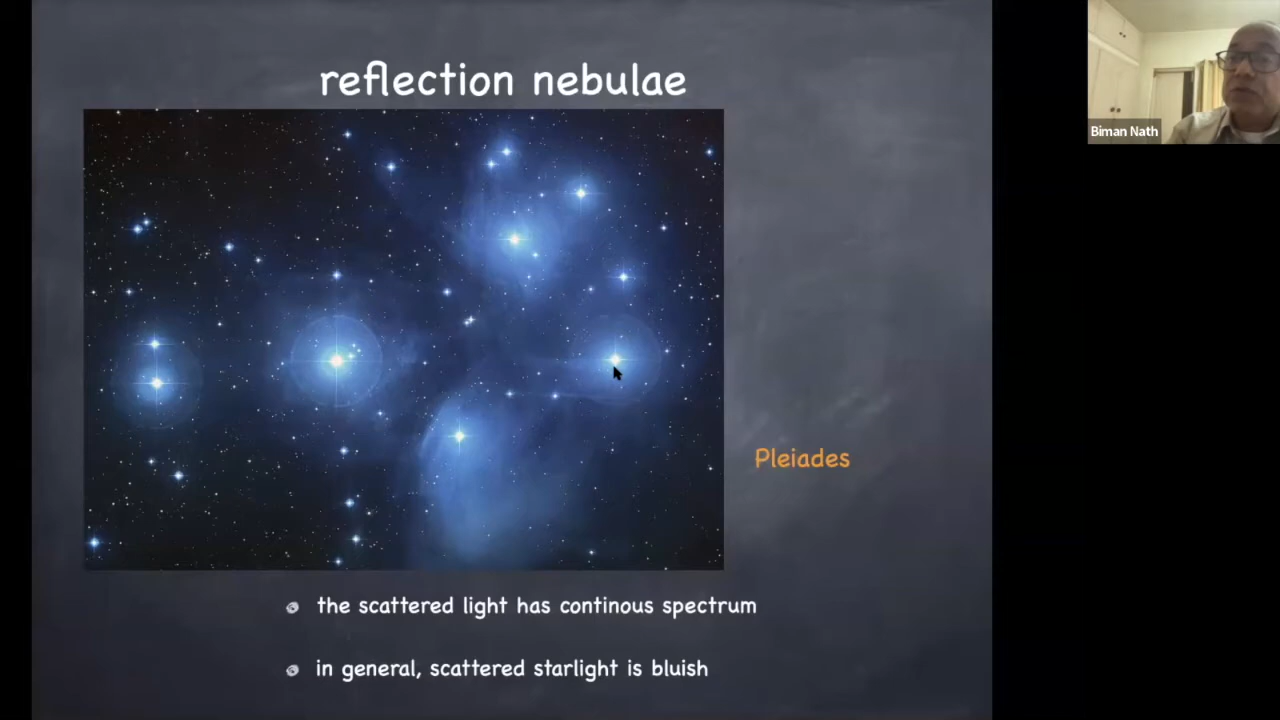 reflection nebulae
Biman Nath
Pleiades
the scattered light has continous spectrum
in general, scattered starlight is bluish